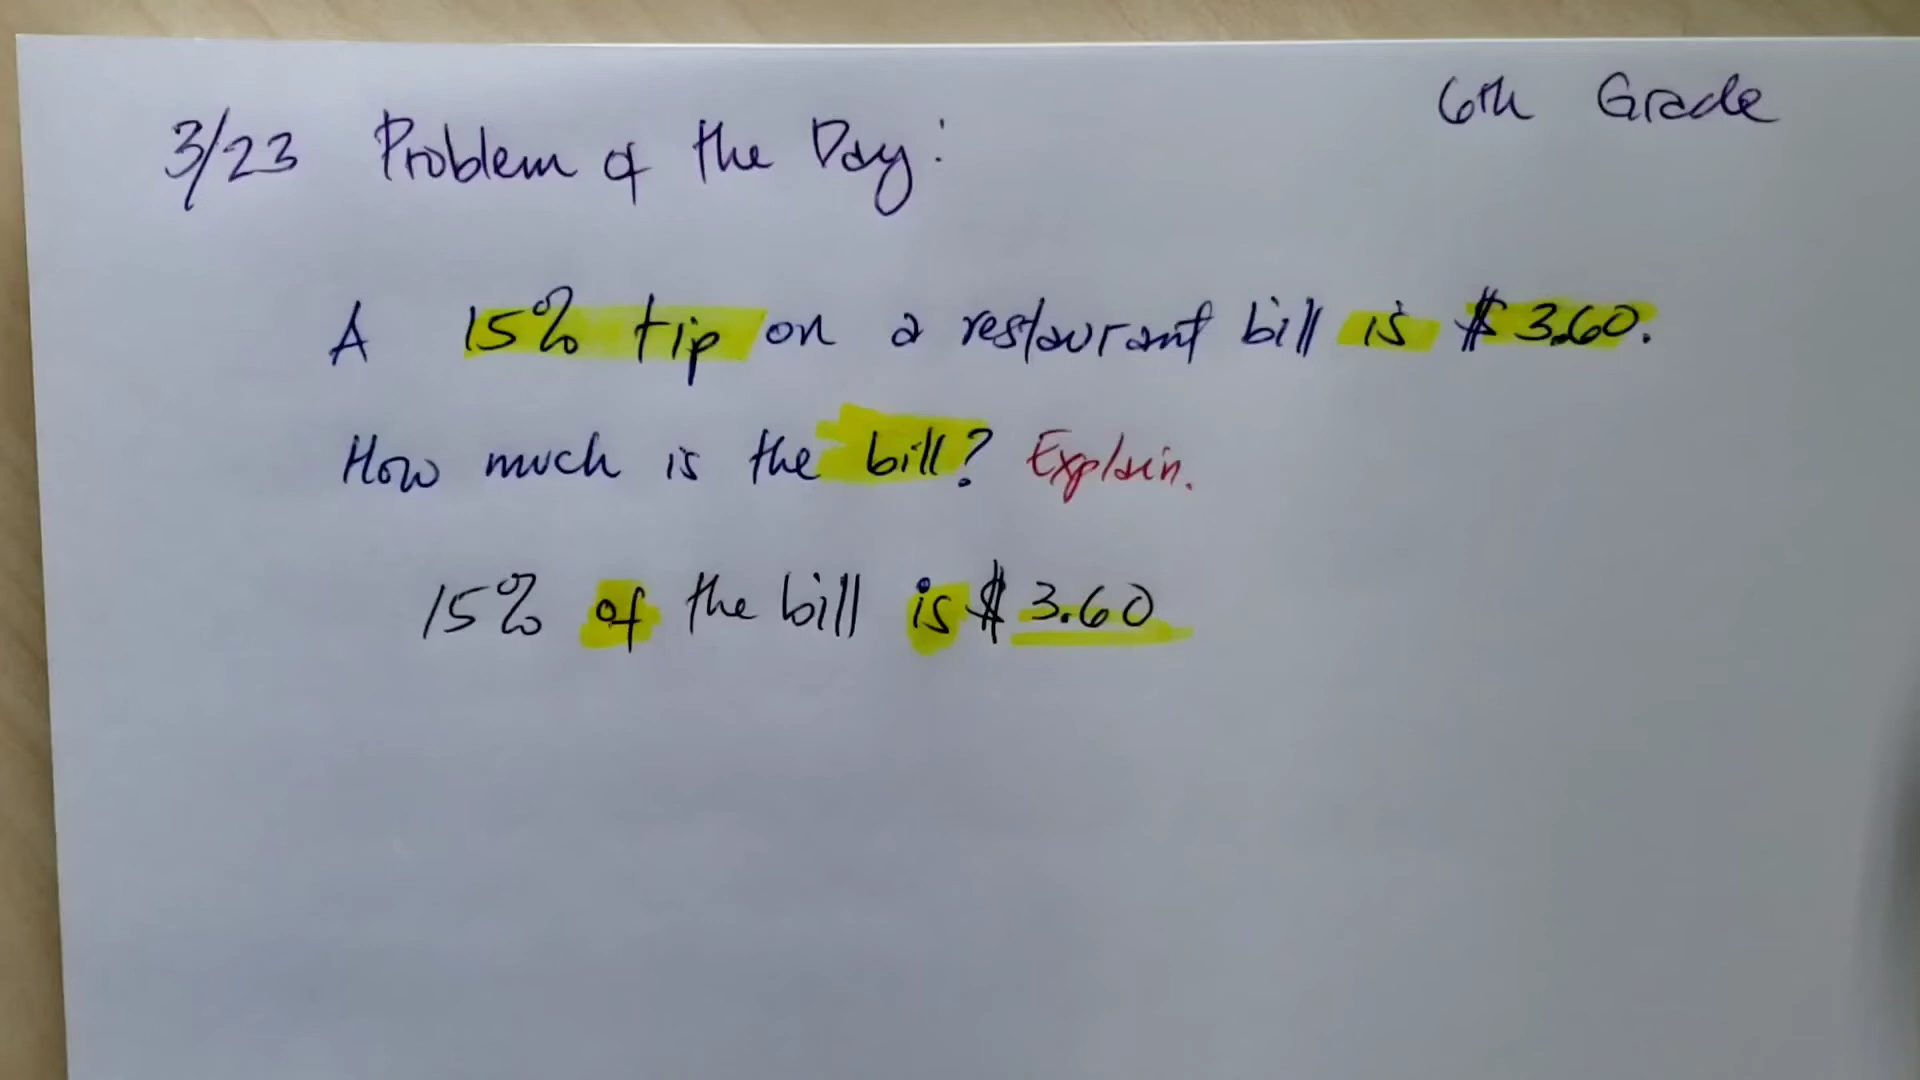 6th Grade
3/23 Problem of the Day:
A 15% tip on a restaurant bill is $3.60.
How much is the bill? Explain.
15% of the bill is $3.60